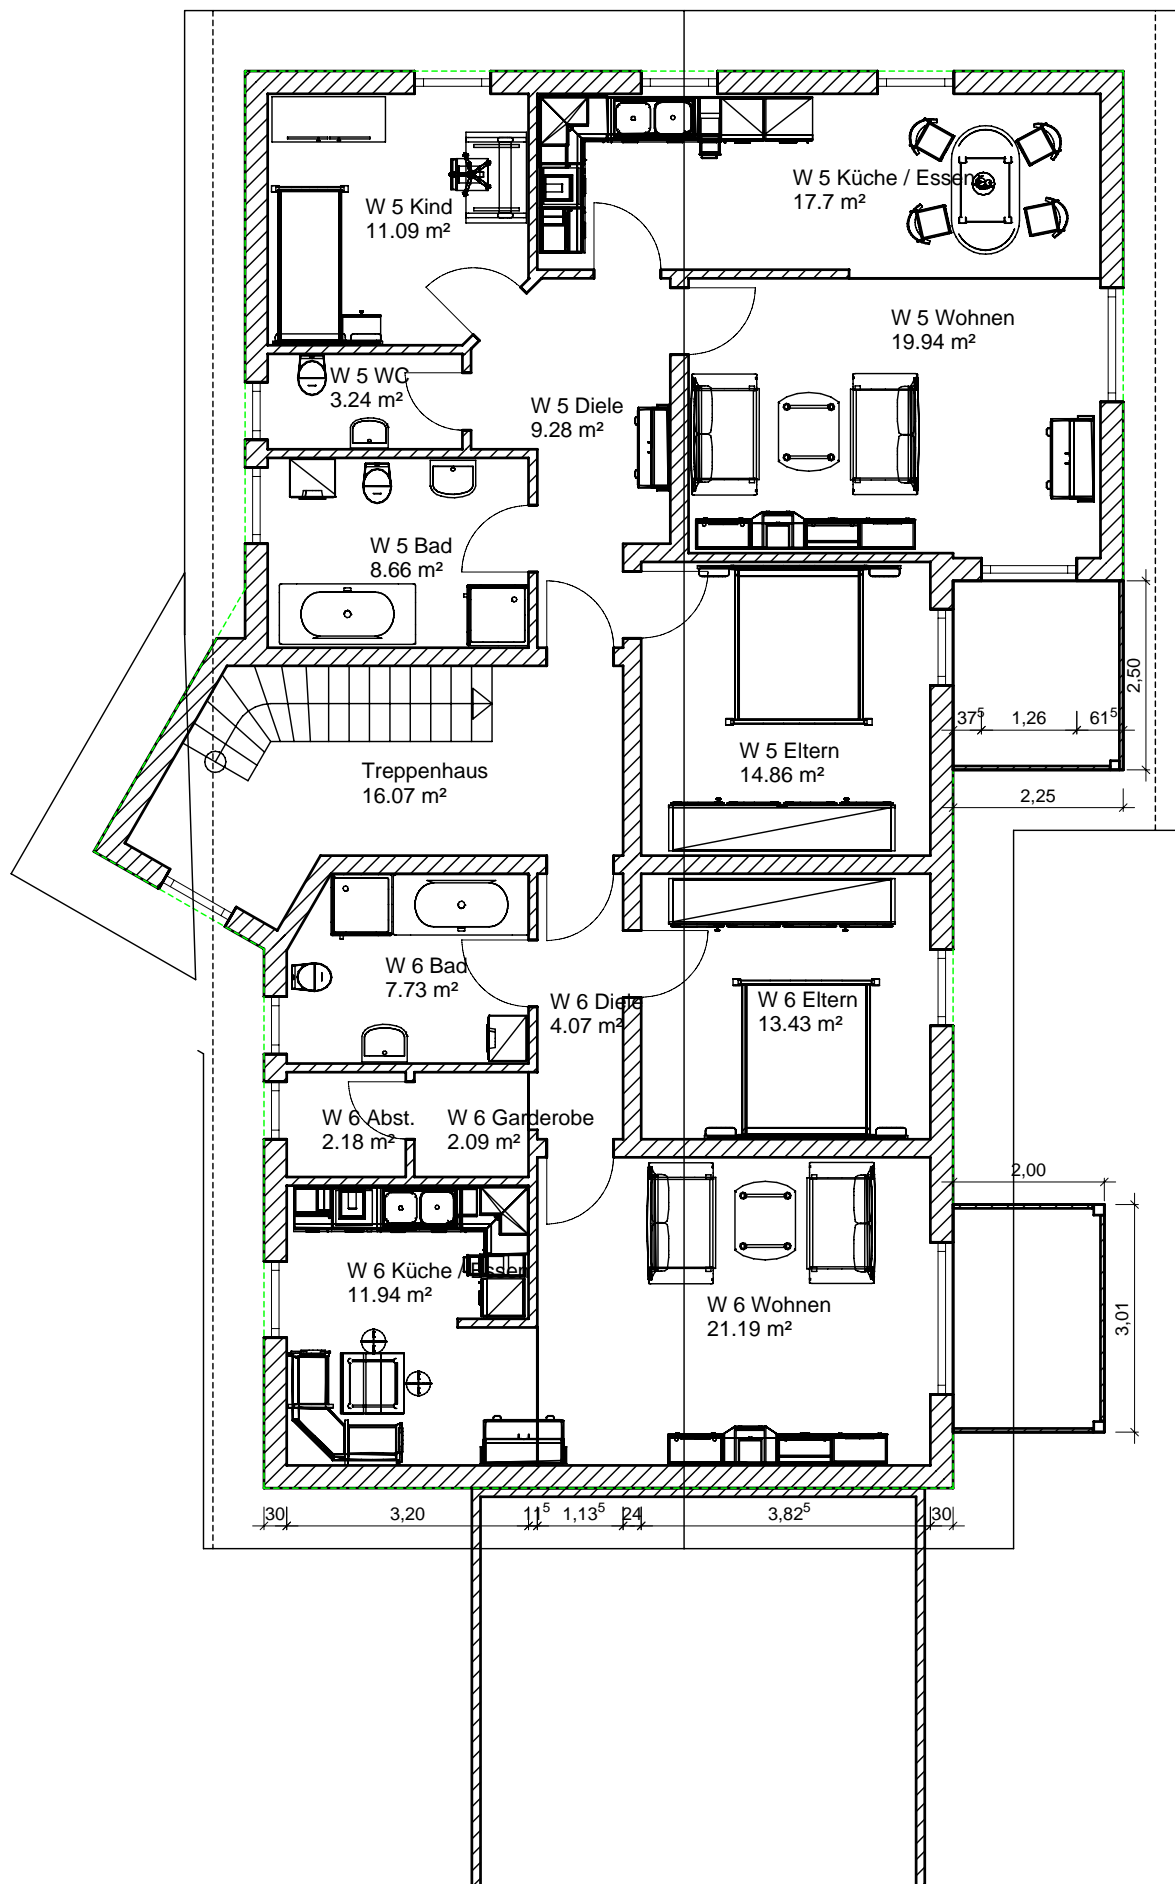 W 5 Kind
11.09 m²
W 5 Küche / Essen
17.7 m²
W 5 Wohnen
19.94 m²
W 5 WC
3.24 m²
W 5 Diele
9.28 m²
W 5 Bad
8.66 m²
2,50
37⁵
1,26
61⁵
W 5 Eltern
14.86 m²
Treppenhaus
16.07 m²
2,25
W 6 Bad
7.73 m²
W 6 Diele
4.07 m²
W 6 Eltern
13.43 m²
W 6 Abst.
2.18 m²
W 6 Garderobe
2.09 m²
2,00
W 6 Küche / Essen
11.94 m²
W 6 Wohnen
21.19 m²
3,01
30
3,20
11⁵
1,13⁵
24
3,82⁵
30